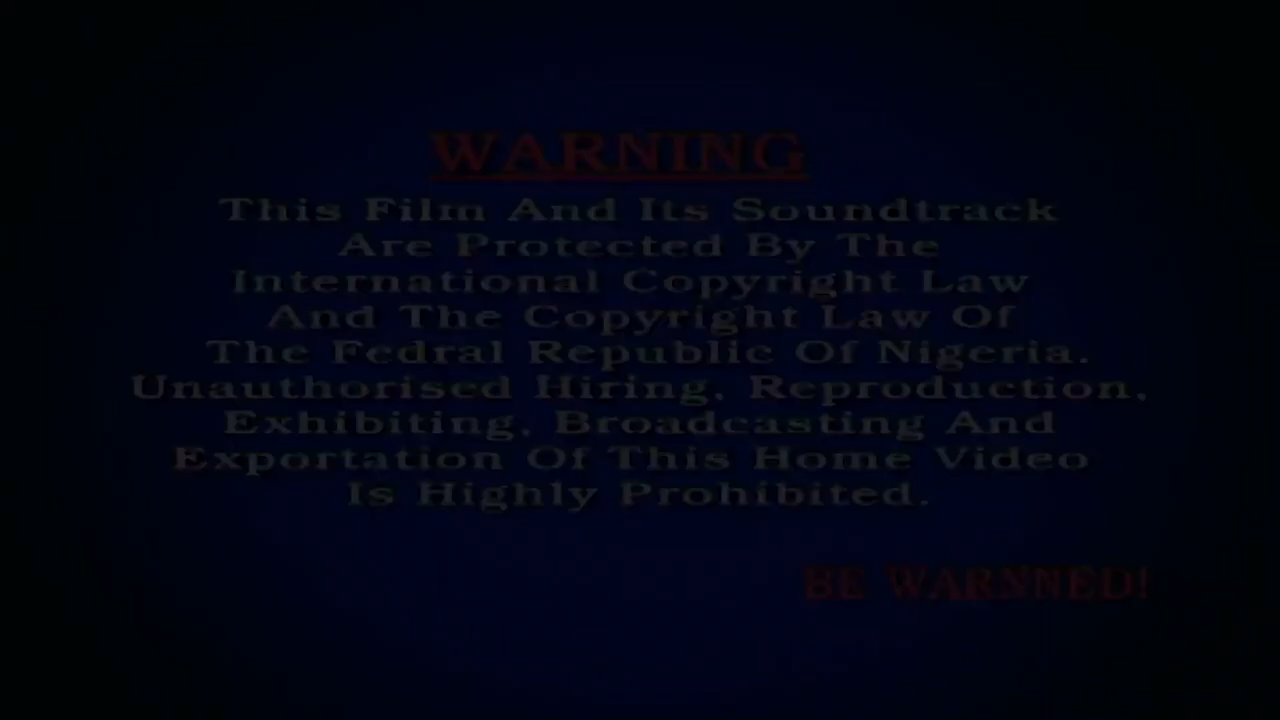 WARNING
This Film And Its Soundtrack
Are Protected By The
International Copyright Law
And The Copyright Law Of
The Fedral Republic Of Nigeria.
Unauthorised Hiring, Reproduction,
Exhibiting, Broadcasting And
Exportation Of This Home Video
Is Highly Prohibited.
BE WARNNED!